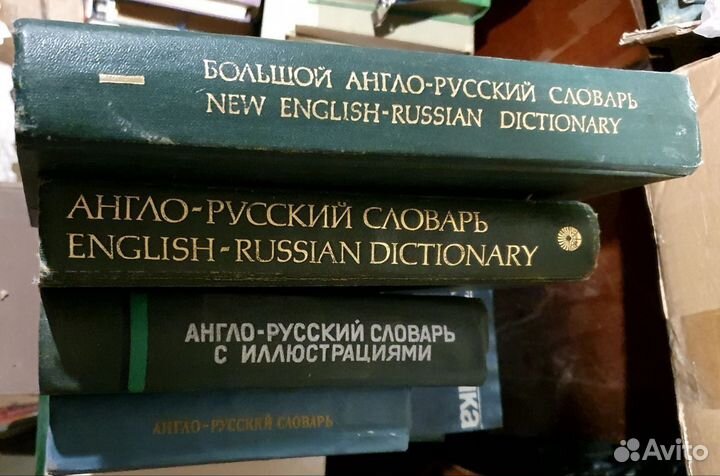 БОЛЬШОЙ АНГЛО-РУССКИЙ СЛОВАРЬ
NEW ENGLISH-RUSSIAN DICTIONARY
АНГЛО-РУССКИЙ СЛОВАРЬ
ENGLISH-RUSSIAN DICTIONARY
АНГЛО-РУССКИЙ СЛОВАРЬ
С ИЛЛЮСТРАЦИЯМИ
АНГЛО-РУССКИЙ СЛОВАРЬ
Avito